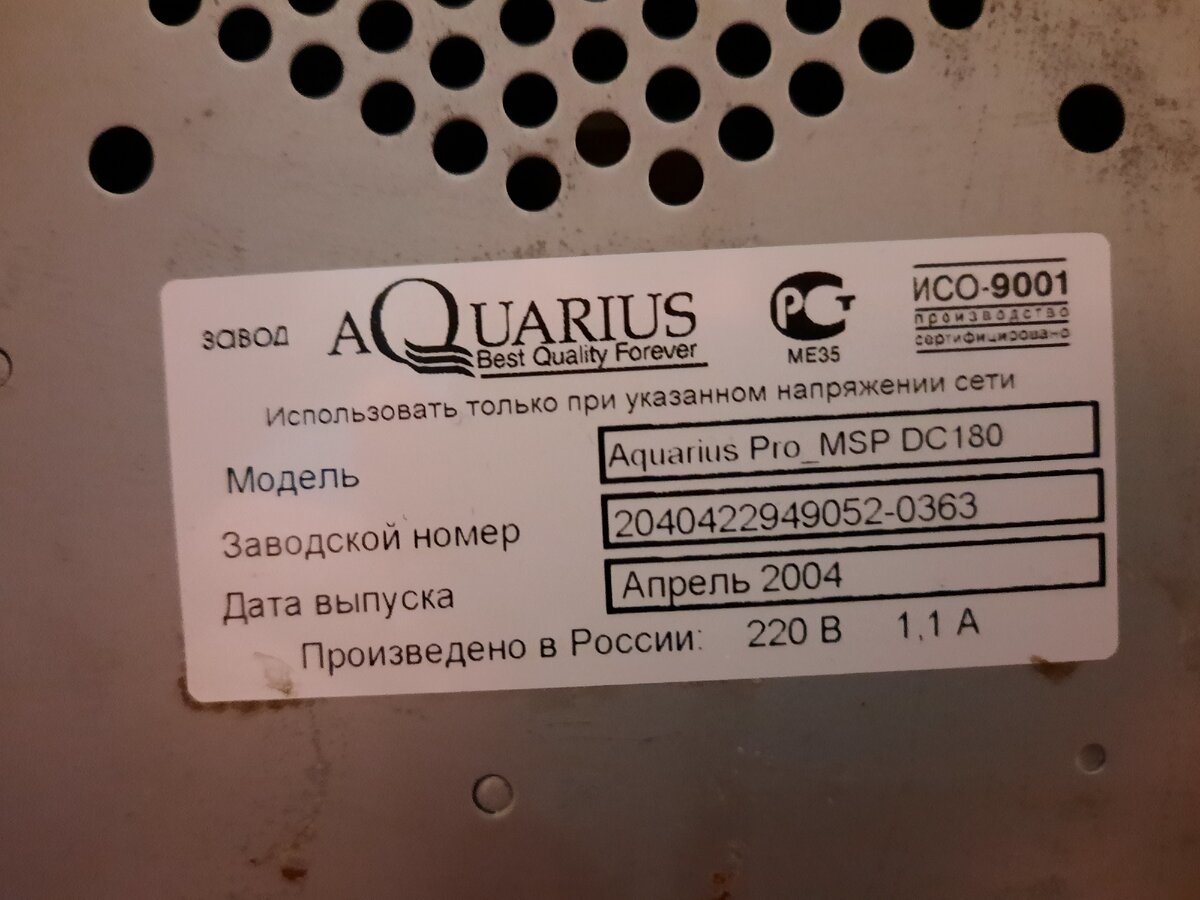 завод AQUARIUS
Best Quality Forever
РСТ
МЕ35
ИСО-9001
производство
сертифицировано
Использовать только при указанном напряжении сети
Модель Aquarius Pro_MSP DC180
Заводской номер 2040422949052-0363
Дата выпуска Апрель 2004
Произведено в России: 220 В 1,1 А